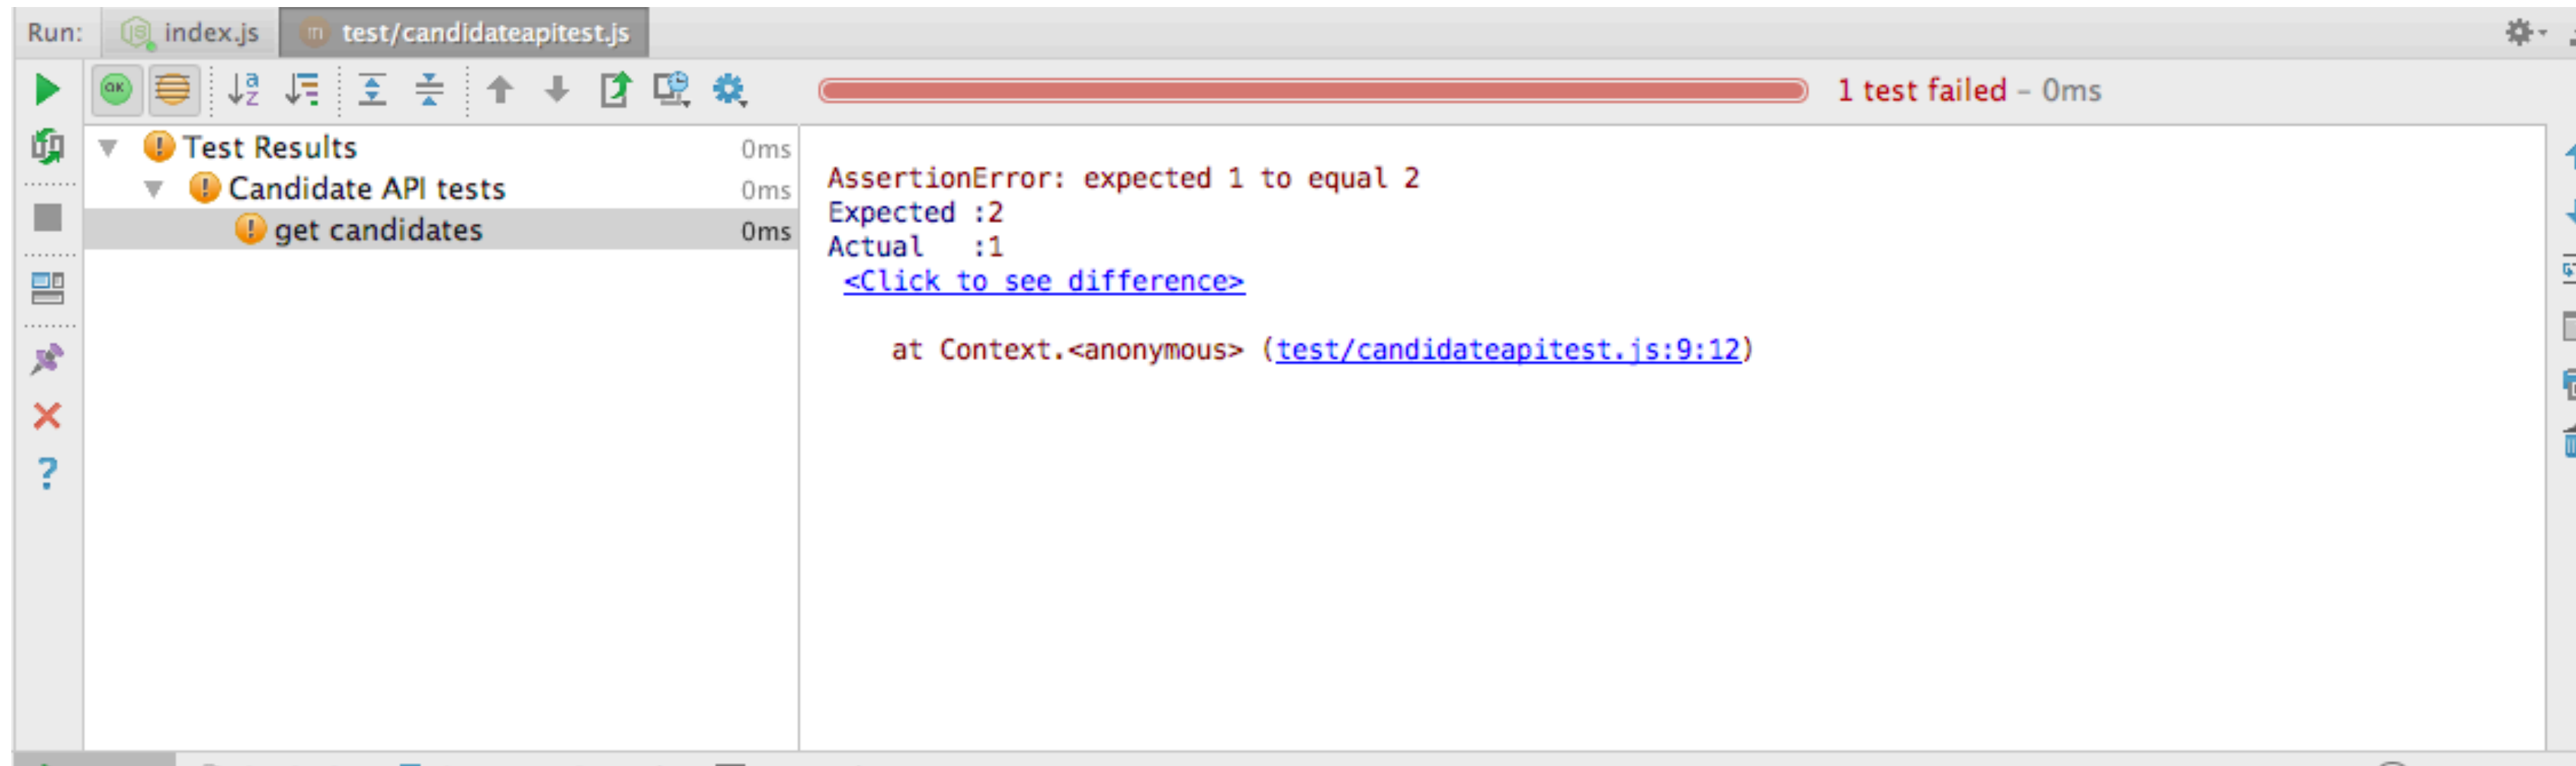 Run: index.js test/candidateapitest.js
1 test failed – 0ms
Test Results 0ms
Candidate API tests 0ms
get candidates 0ms
AssertionError: expected 1 to equal 2
Expected :2
Actual :1
<Click to see difference>
at Context.<anonymous> (test/candidateapitest.js:9:12)